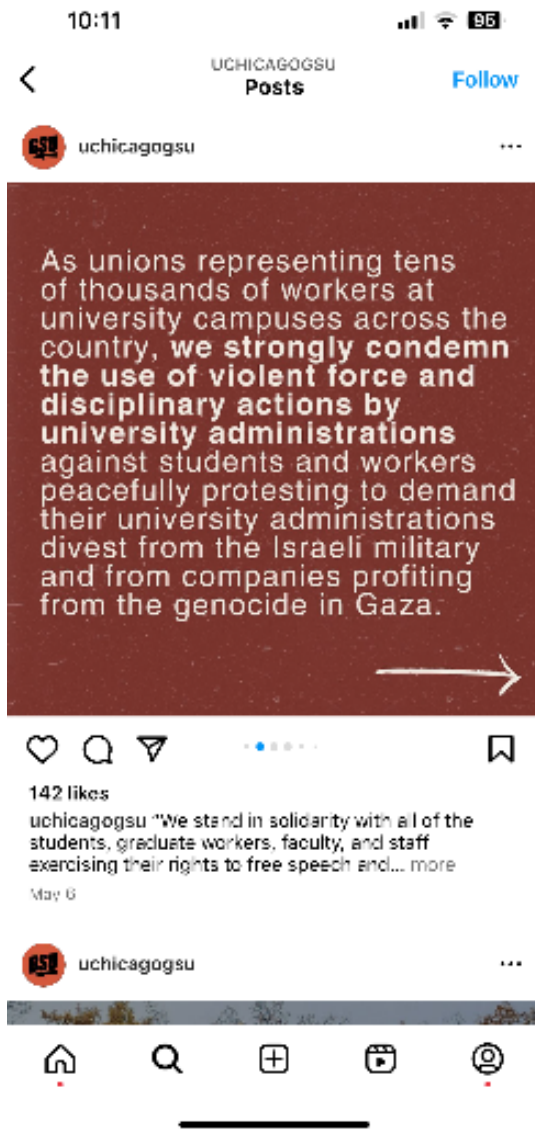 10:11
95
UCHICAGOGSU
Posts
Follow
GSU
uchicagogsu
As unions representing tens
of thousands of workers at
university campuses across the
country, we strongly condemn
the use of violent force and
disciplinary actions by
university administrations
against students and workers
peacefully protesting to demand
their university administrations
divest from the Israeli military
and from companies profiting
from the genocide in Gaza.
142 likes
uchicagogsu "We stand in solidarity with all of the
students, graduate workers, faculty, and staff
exercising their rights to free speech and... more
May 6
GSU
uchicagogsu